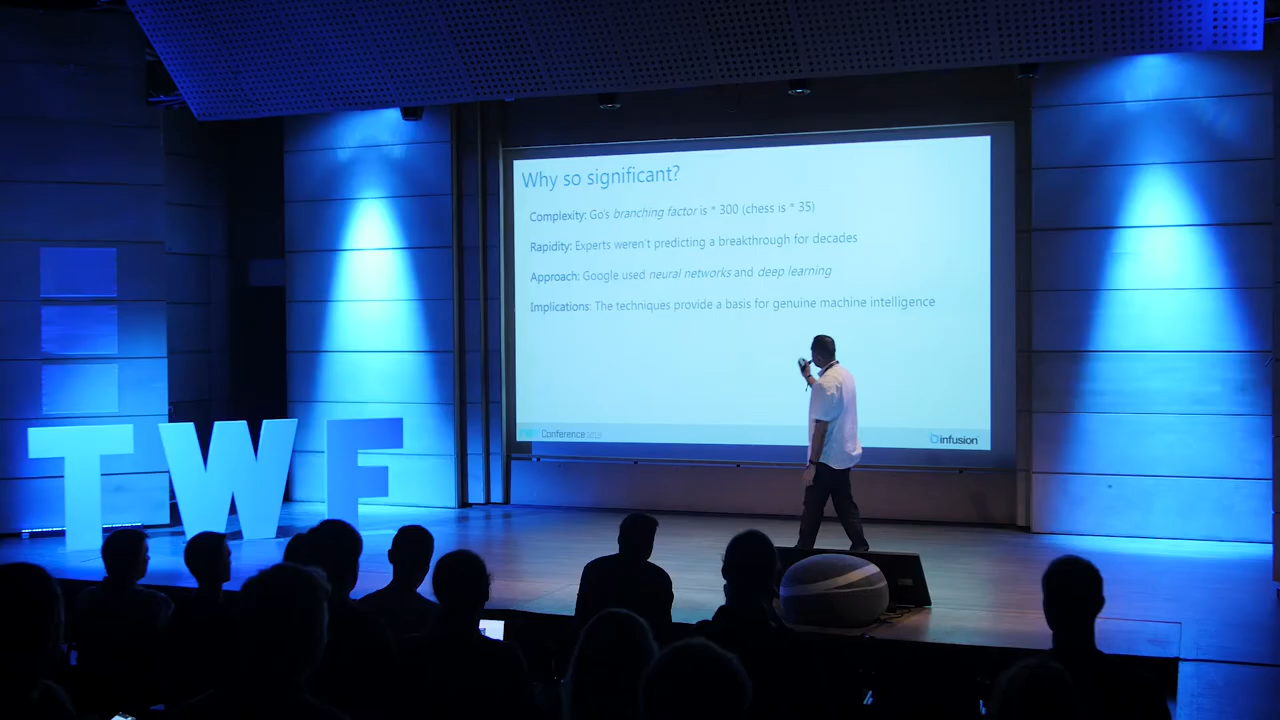 Why so significant?
Complexity: Go's branching factor is * 300 (chess is * 35)
Rapidity: Experts weren't predicting a breakthrough for decades
Approach: Google used neural networks and deep learning
Implications: The techniques provide a basis for genuine machine intelligence
Conference
infusion
TWF